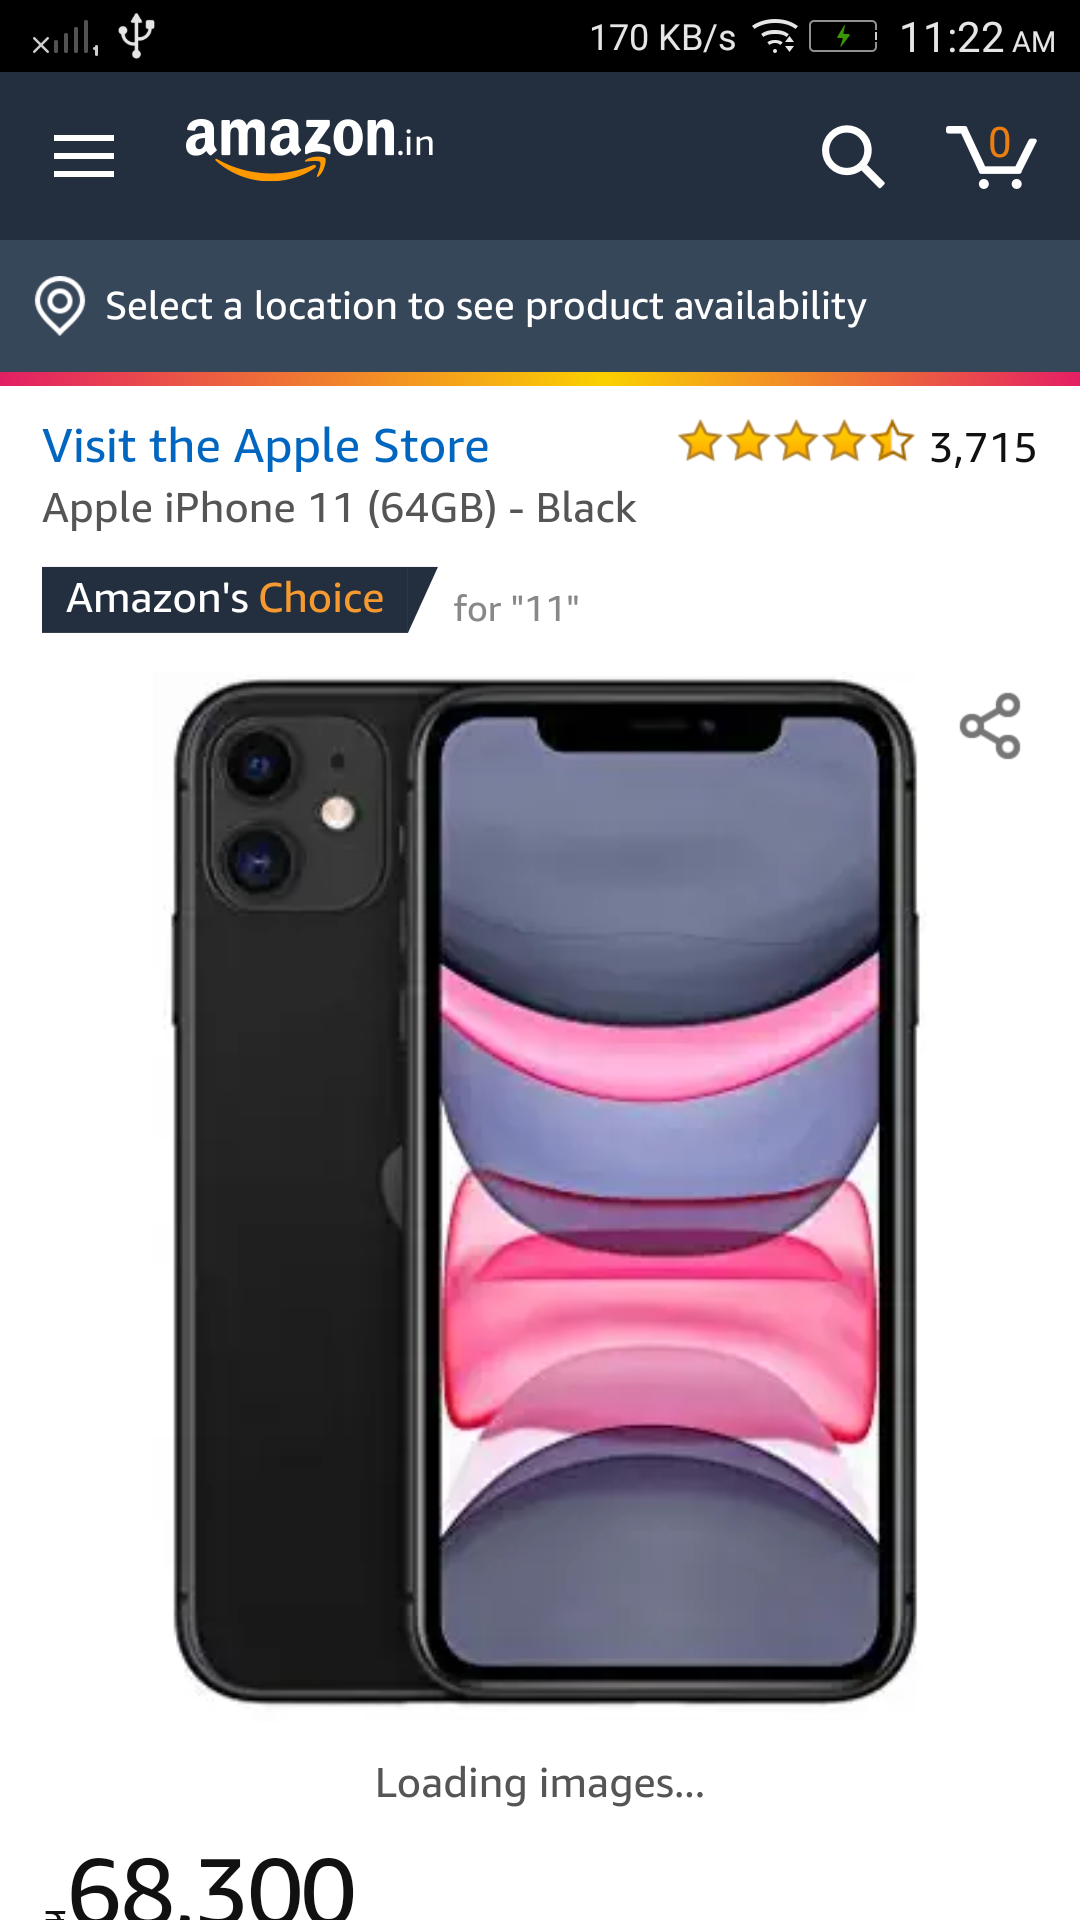 170 KB/s 11:22 AM
amazon.in
0
Select a location to see product availability
Visit the Apple Store 3,715
Apple iPhone 11 (64GB) - Black
Amazon's Choice for "11"
Loading images...
68,300